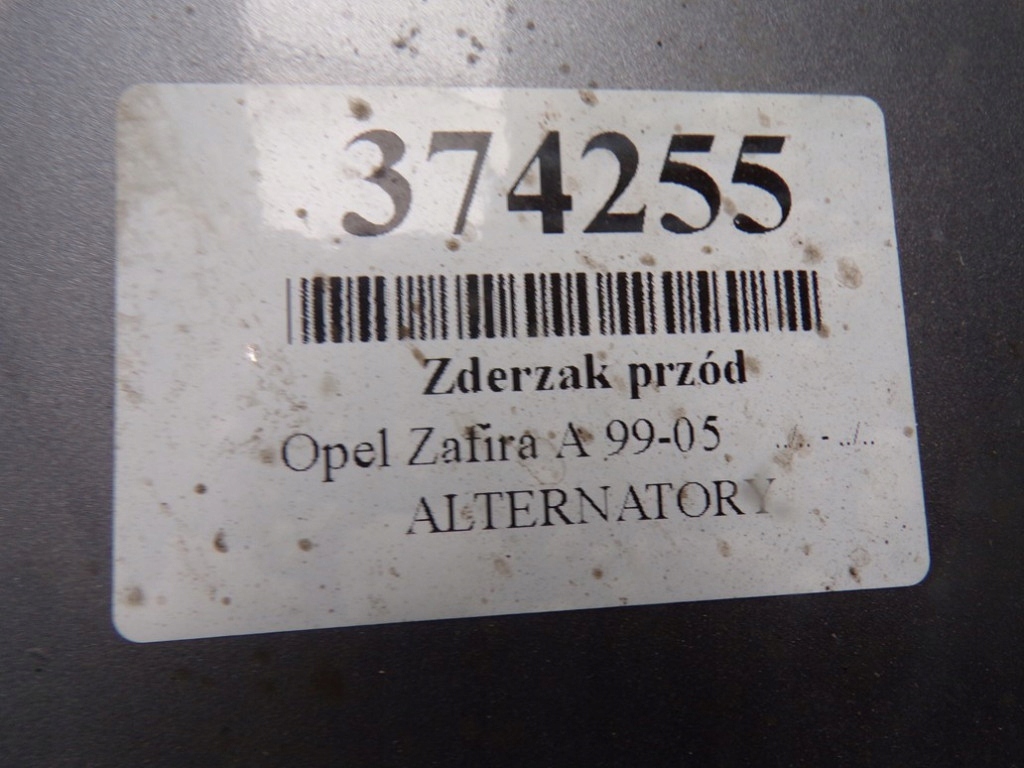 374255
Zderzak przód
Opel Zafira A 99-05 ../.. - ../..
ALTERNATORY